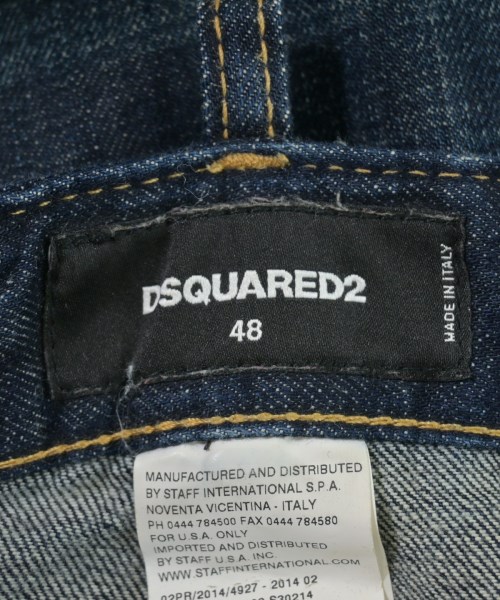 DSQUARED2
48
MADE IN ITALY
MANUFACTURED AND DISTRIBUTED
BY STAFF INTERNATIONAL S.P.A.
NOVENTA VICENTINA - ITALY
PH 0444 784500 FAX 0444 784580
FOR U.S.A. ONLY
IMPORTED AND DISTRIBUTED
BY STAFF U.S.A. INC.
WWW.STAFFINTERNATIONAL.COM
02PR/2014/4927 - 2014 02
S30214